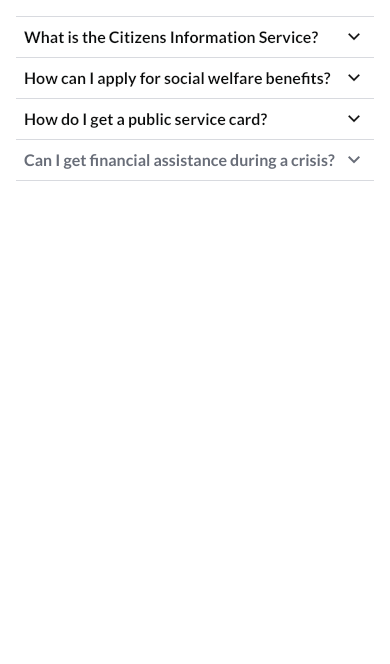 What is the Citizens Information Service?
How can I apply for social welfare benefits?
How do I get a public service card?
Can I get financial assistance during a crisis?